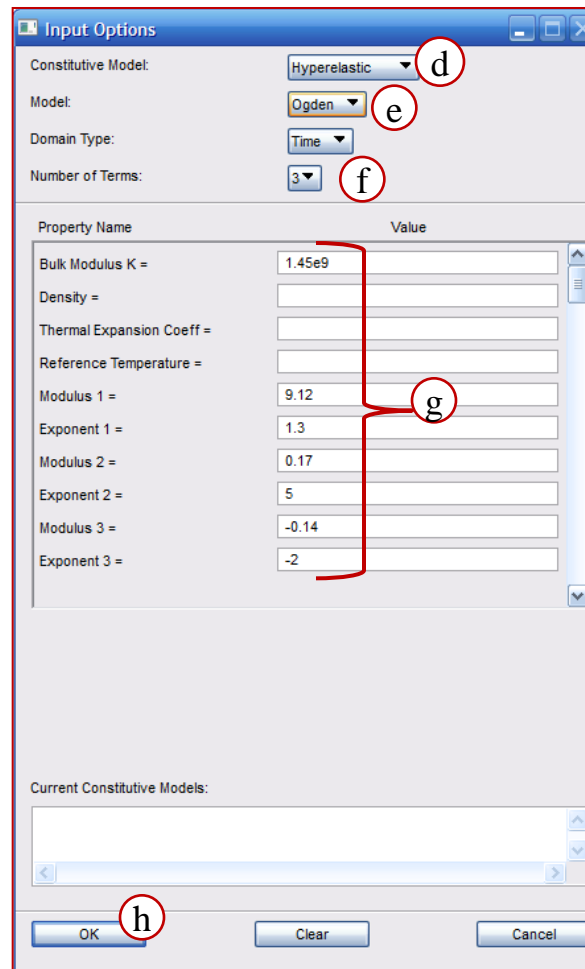 Input Options
Constitutive Model: Hyperelastic d
Model: Ogden e
Domain Type: Time
Number of Terms: 3 f
Property Name Value
Bulk Modulus K = 1.45e9
Density =
Thermal Expansion Coeff =
Reference Temperature =
Modulus 1 = 9.12
g
Exponent 1 = 1.3
Modulus 2 = 0.17
Exponent 2 = 5
Modulus 3 = -0.14
Exponent 3 = -2
Current Constitutive Models:
h
OK Clear Cancel